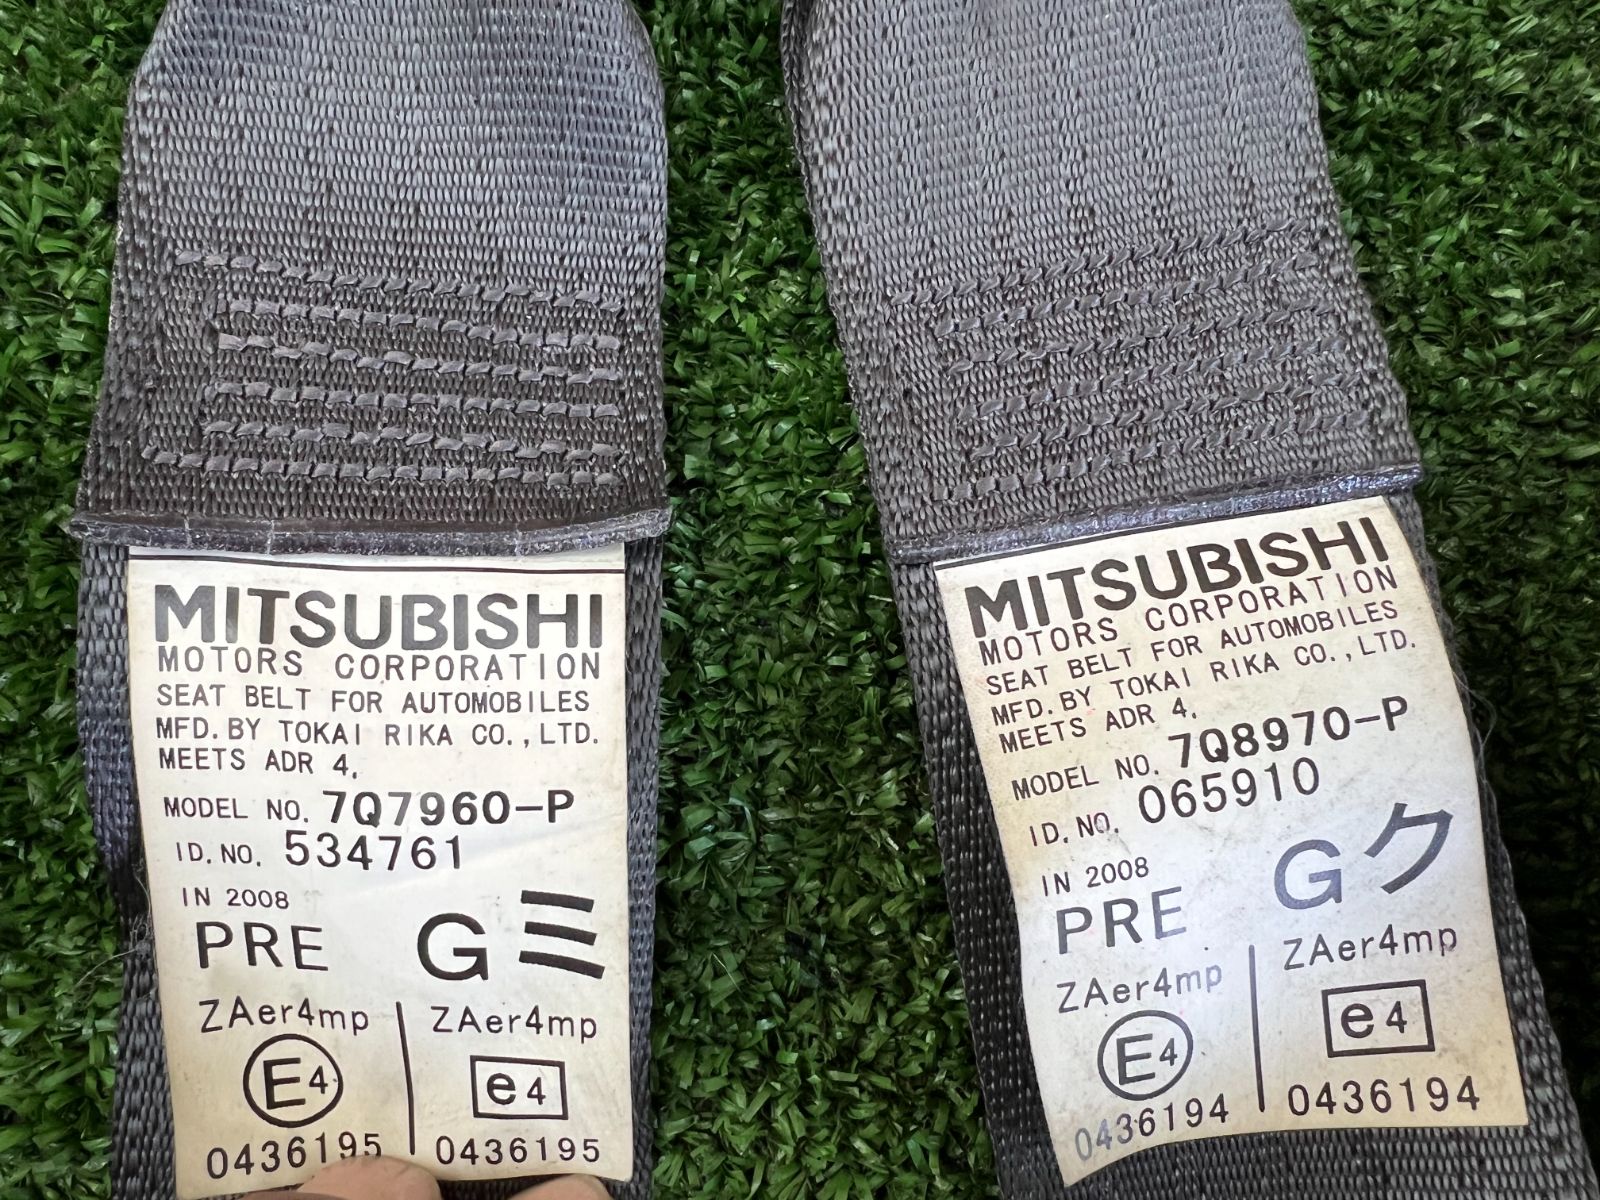 MITSUBISHI
MOTORS CORPORATION
SEAT BELT FOR AUTOMOBILES
MFD. BY TOKAI RIKA CO., LTD.
MEETS ADR 4.
MODEL NO. 7Q7960-P
ID. NO. 534761
IN 2008
PRE Gミ
ZAer4mp ZAer4mp
E4 e4
0436195 0436195
MITSUBISHI
MOTORS CORPORATION
SEAT BELT FOR AUTOMOBILES
MFD. BY TOKAI RIKA CO., LTD.
MEETS ADR 4.
MODEL NO. 7Q8970-P
ID. NO. 065910
IN 2008
PRE Gク
ZAer4mp ZAer4mp
E4 e4
0436194 0436194